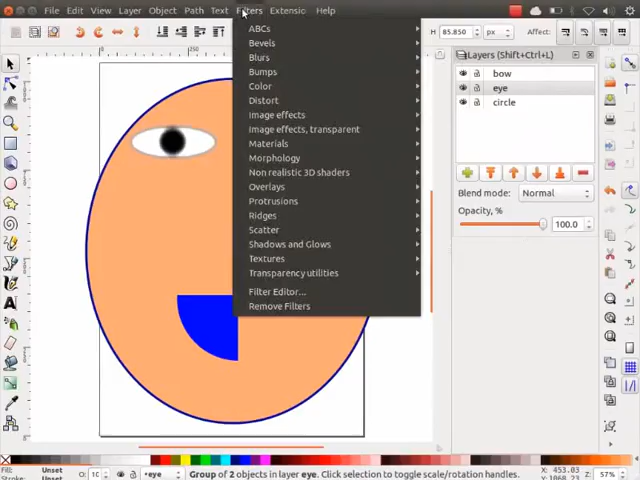 File Edit View Layer Object Path Text Filters Extensio Help
H: 85.850 px Affect:
ABCs
Bevels
Blurs
Bumps
Color
Distort
Image effects
Image effects, transparent
Materials
Morphology
Non realistic 3D shaders
Overlays
Protrusions
Ridges
Scatter
Shadows and Glows
Textures
Transparency utilities
Filter Editor...
Remove Filters
Layers (Shift+Ctrl+L)
bow
eye
circle
Blend mode: Normal
Opacity, % 100.0
Fill: Unset
Stroke: Unset
•eye Group of 2 objects in layer eye. Click selection to toggle scale/rotation handles.
X: 453.03
Y: 1068.23
Z: 57%